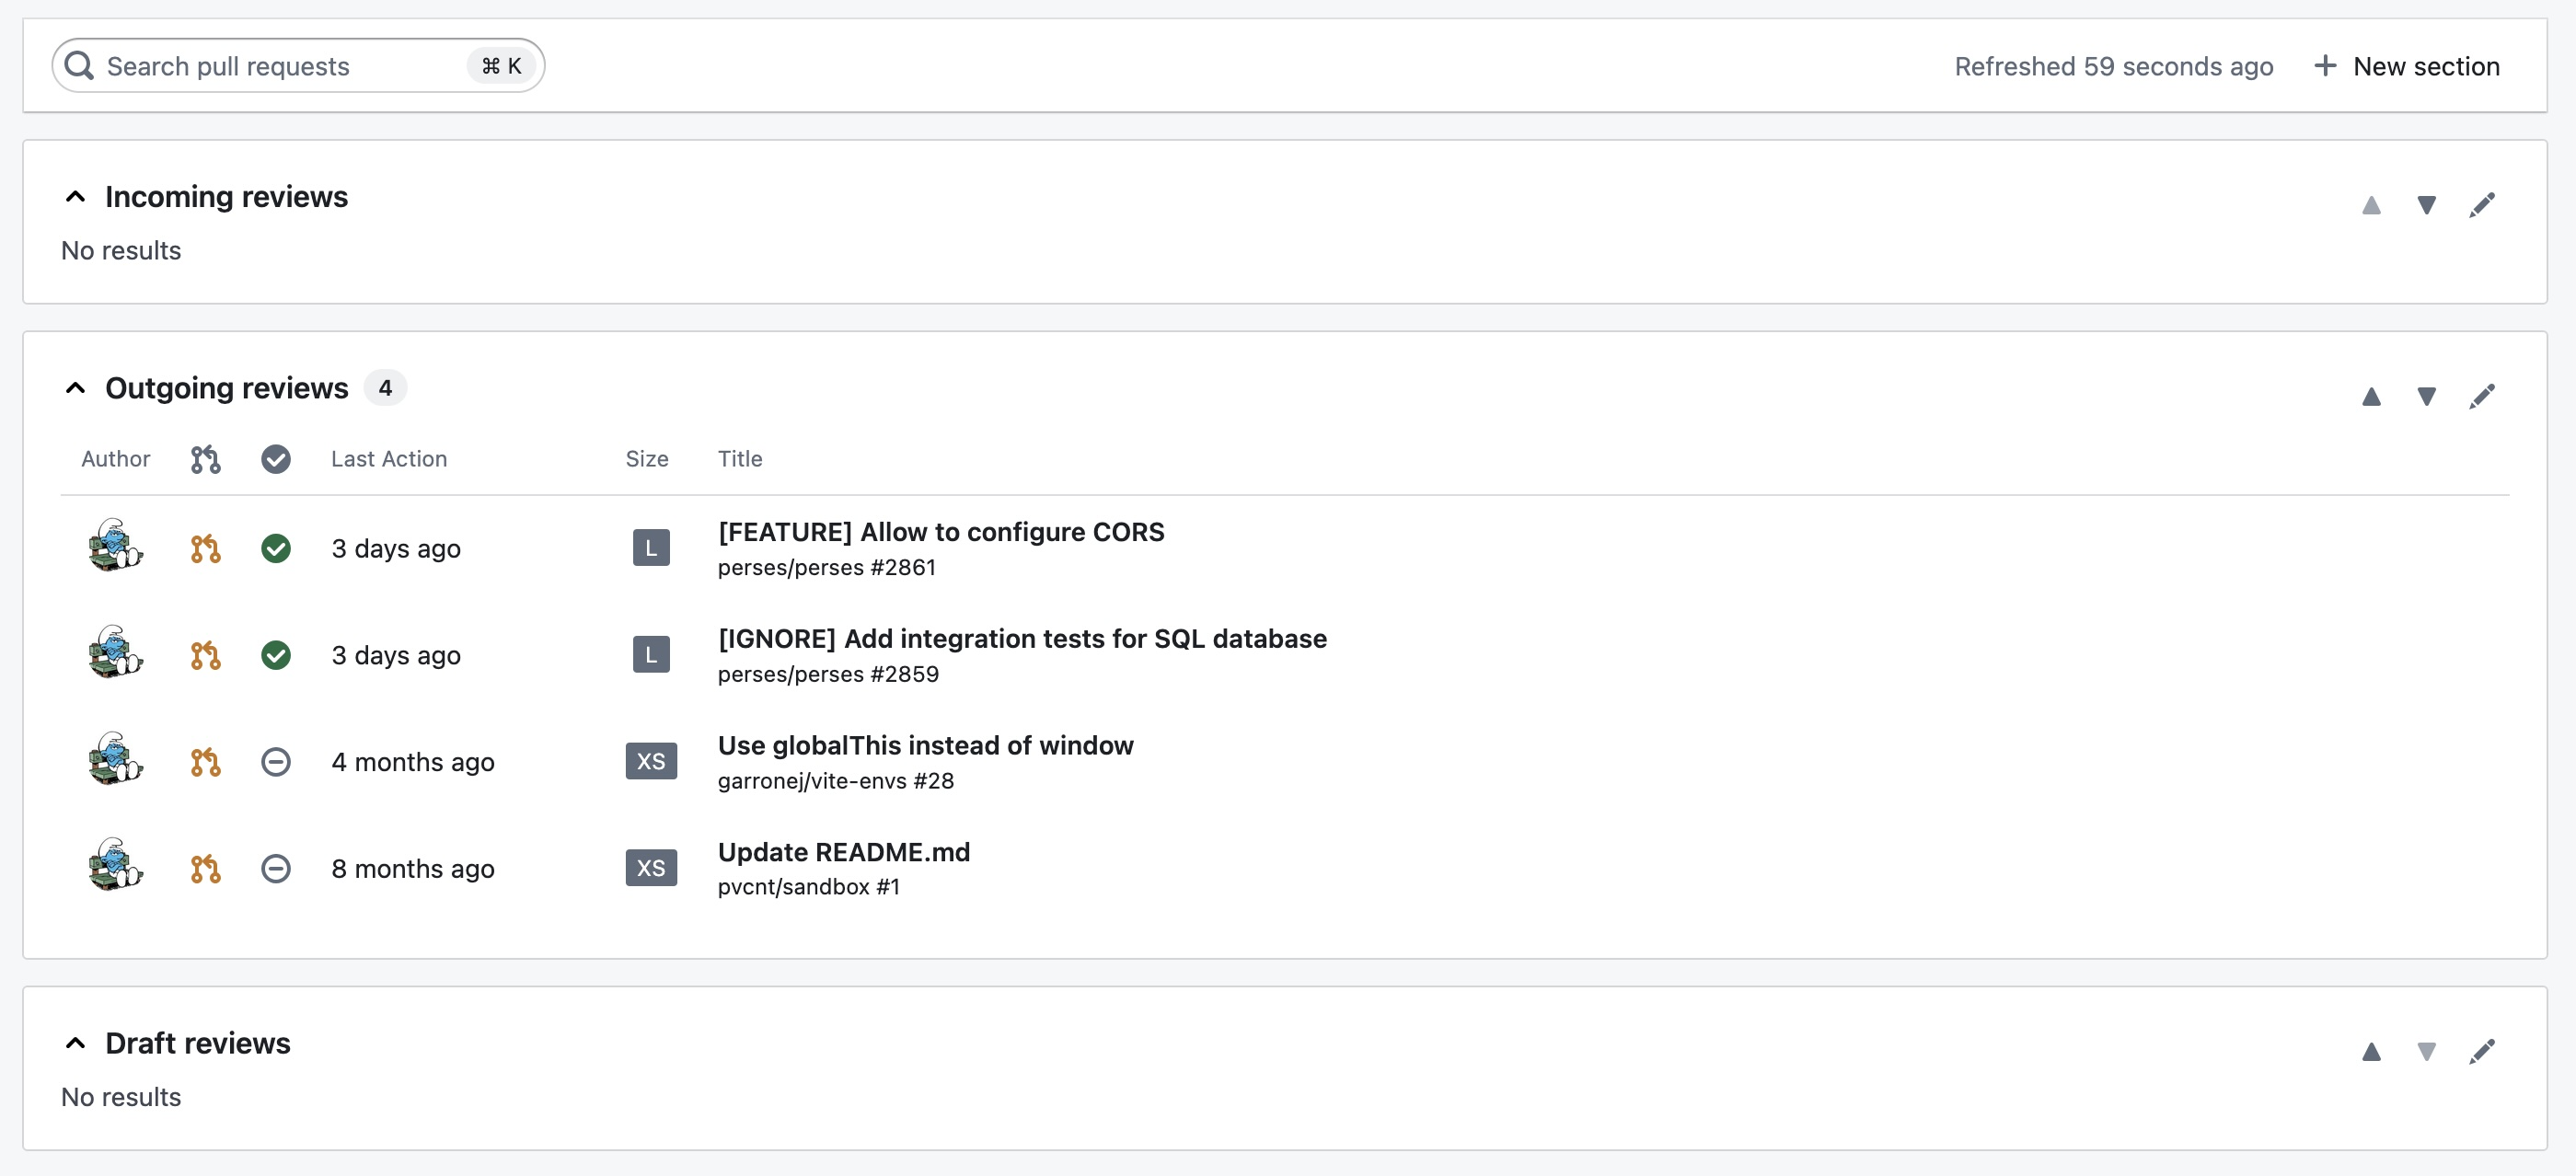 Search pull requests ⌘ K Refreshed 59 seconds ago + New section
Incoming reviews
No results
Outgoing reviews 4
Author Last Action Size Title
3 days ago L [FEATURE] Allow to configure CORS
perses/perses #2861
3 days ago L [IGNORE] Add integration tests for SQL database
perses/perses #2859
4 months ago XS Use globalThis instead of window
garronej/vite-envs #28
8 months ago XS Update README.md
pvcnt/sandbox #1
Draft reviews
No results